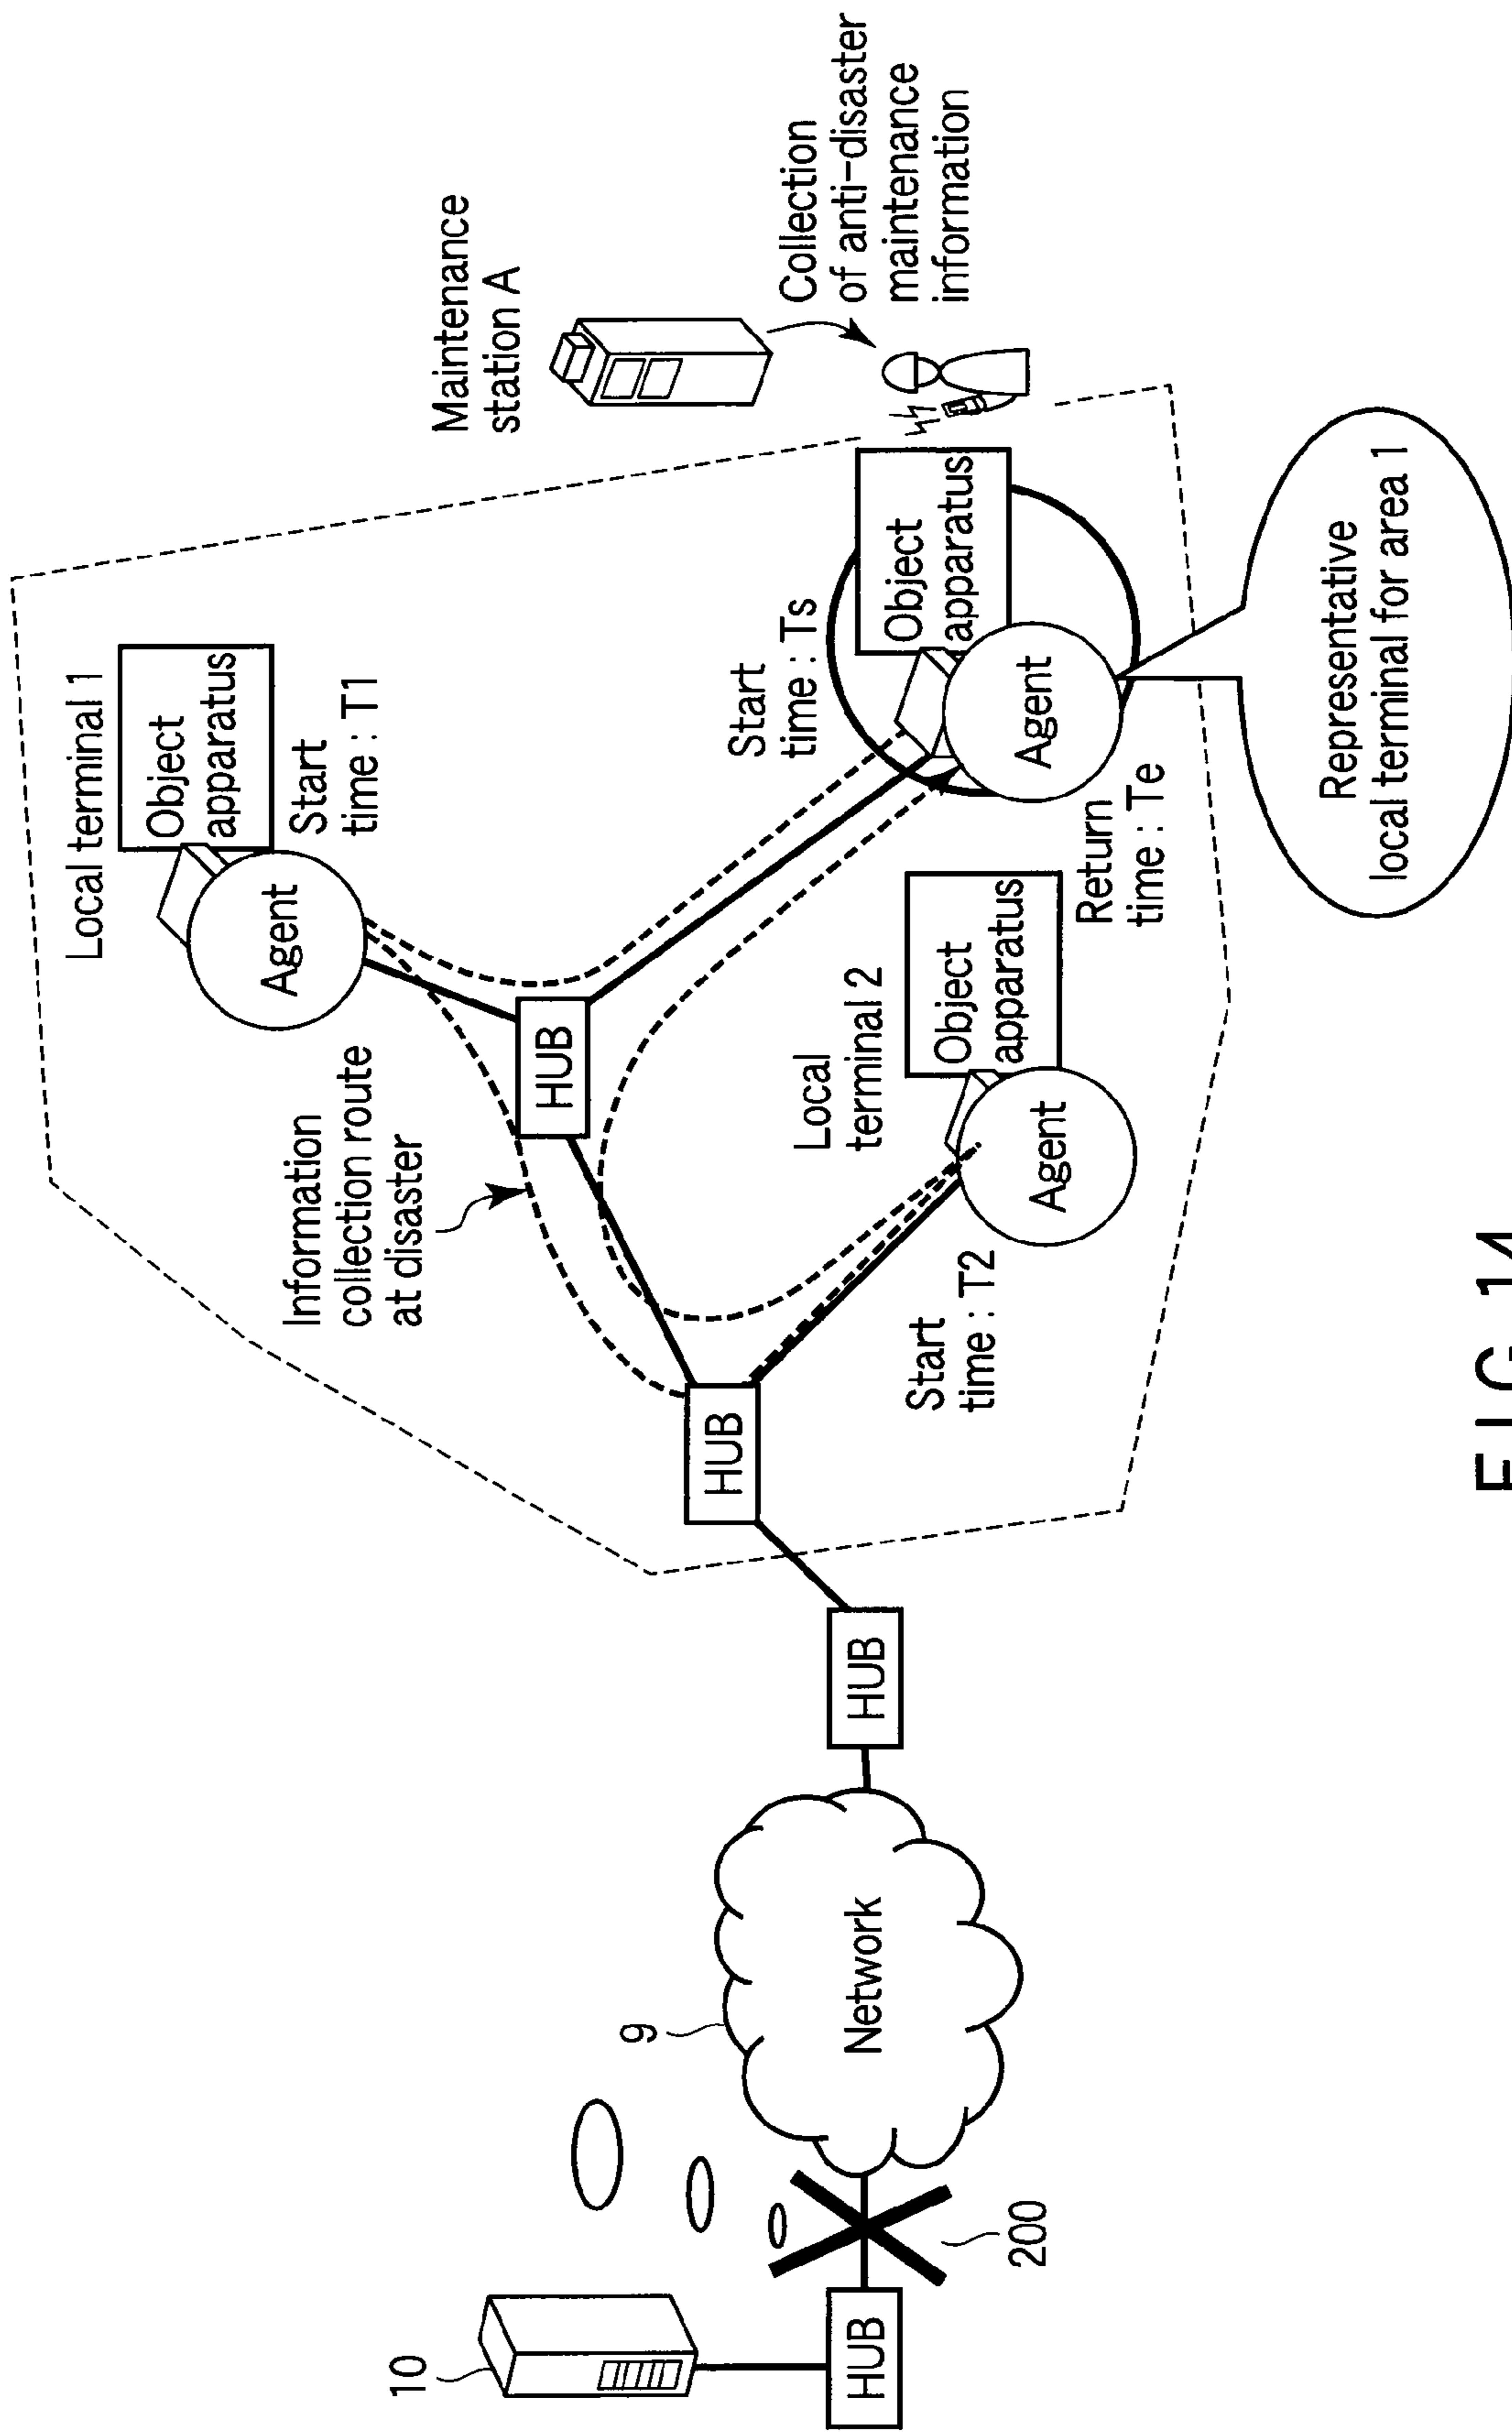 10
HUB
200
9
Network
HUB
HUB
Information
collection route
at disaster
HUB
Local terminal 1
Object
apparatus
Agent
Start
time : T1
Local
terminal 2
Object
apparatus
Agent
Start
time : T2
Start
time : Ts
Object
apparatus
Agent
Return
time : Te
Maintenance
station A
Collection
of anti-disaster
maintenance
information
Representative
local terminal for area 1
FIG. 14